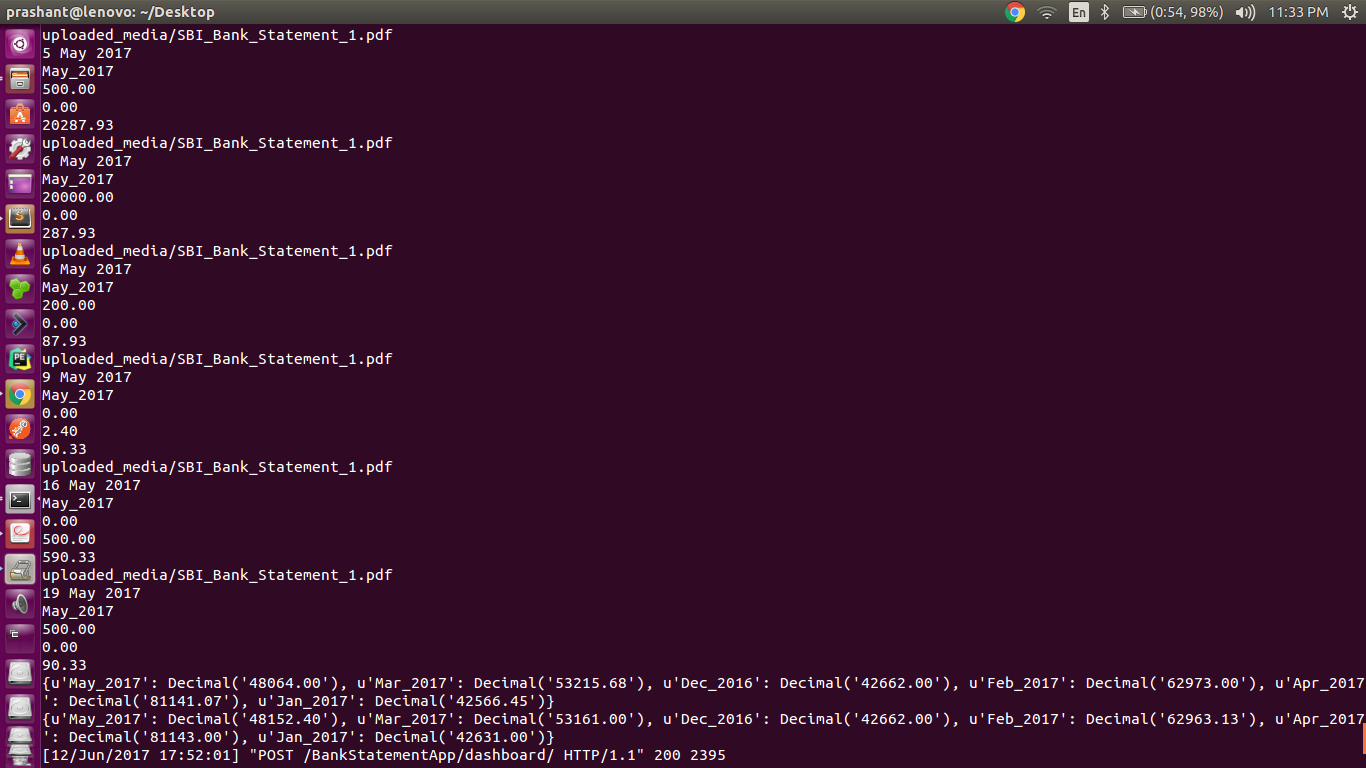 prashant@lenovo: ~/Desktop
En
(0:54, 98%)
11:33 PM
uploaded_media/SBI_Bank_Statement_1.pdf
5 May 2017
May_2017
500.00
0.00
20287.93
uploaded_media/SBI_Bank_Statement_1.pdf
6 May 2017
May_2017
20000.00
0.00
287.93
uploaded_media/SBI_Bank_Statement_1.pdf
6 May 2017
May_2017
200.00
0.00
87.93
uploaded_media/SBI_Bank_Statement_1.pdf
9 May 2017
May_2017
0.00
2.40
90.33
uploaded_media/SBI_Bank_Statement_1.pdf
16 May 2017
May_2017
0.00
500.00
590.33
uploaded_media/SBI_Bank_Statement_1.pdf
19 May 2017
May_2017
500.00
0.00
90.33
{u'May_2017': Decimal('48064.00'), u'Mar_2017': Decimal('53215.68'), u'Dec_2016': Decimal('42662.00'), u'Feb_2017': Decimal('62973.00'), u'Apr_2017
': Decimal('81141.07'), u'Jan_2017': Decimal('42566.45')}
{u'May_2017': Decimal('48152.40'), u'Mar_2017': Decimal('53161.00'), u'Dec_2016': Decimal('42662.00'), u'Feb_2017': Decimal('62963.13'), u'Apr_2017
': Decimal('81143.00'), u'Jan_2017': Decimal('42631.00')}
[12/Jun/2017 17:52:01] "POST /BankStatementApp/dashboard/ HTTP/1.1" 200 2395